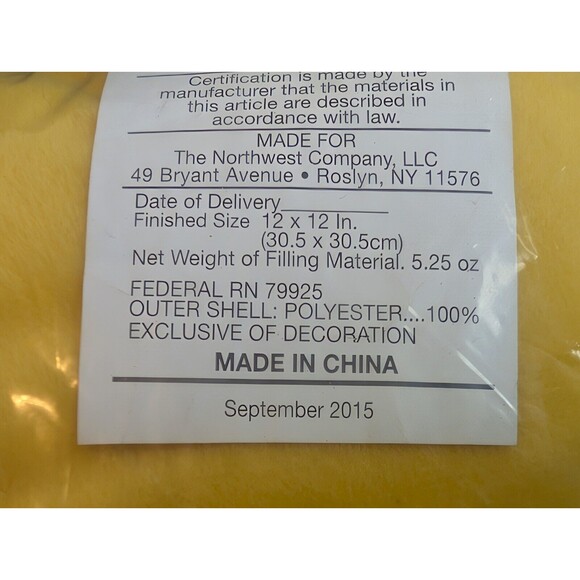 Certification is made by the
manufacturer that the materials in
this article are described in
accordance with law.
MADE FOR
The Northwest Company, LLC
49 Bryant Avenue • Roslyn, NY 11576
Date of Delivery__________
Finished Size 12 x 12 In.
(30.5 x 30.5cm)
Net Weight of Filling Material. 5.25 oz
FEDERAL RN 79925
OUTER SHELL: POLYESTER....100%
EXCLUSIVE OF DECORATION
MADE IN CHINA
September 2015